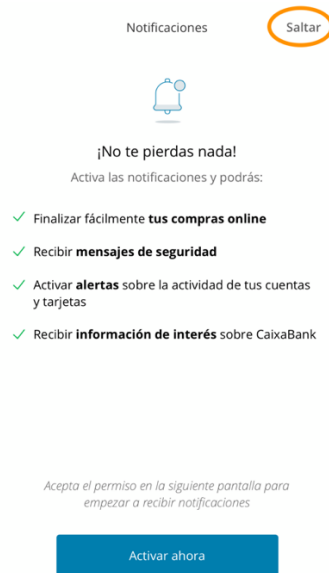 Notificaciones
Saltar
¡No te pierdas nada!
Activa las notificaciones y podrás:
Finalizar fácilmente tus compras online
Recibir mensajes de seguridad
Activar alertas sobre la actividad de tus cuentas
y tarjetas
Recibir información de interés sobre CaixaBank
Acepta el permiso en la siguiente pantalla para
empezar a recibir notificaciones
Activar ahora